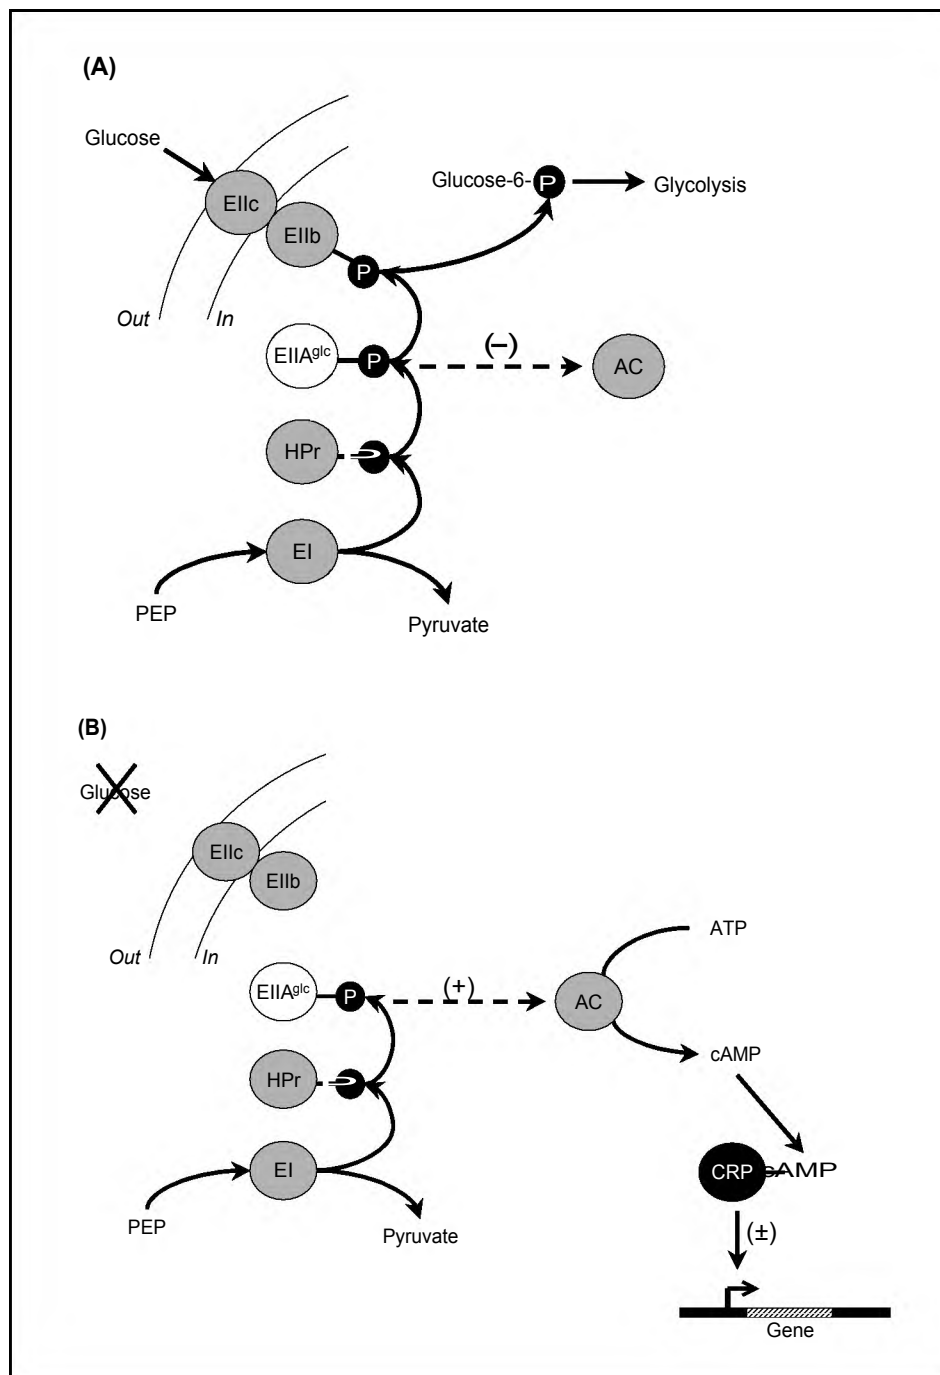 (A)
Glucose
EIIc
EIIb
P
Glucose-6-P
Glycolysis
Out
In
EIIA^glc
P
(–)
AC
HPr
P
EI
PEP
Pyruvate
(B)
Glucose
EIIc
EIIb
Out
In
ATP
EIIA^glc
P
(+)
AC
cAMP
HPr
P
EI
CRP
cAMP
PEP
Pyruvate
(±)
Gene